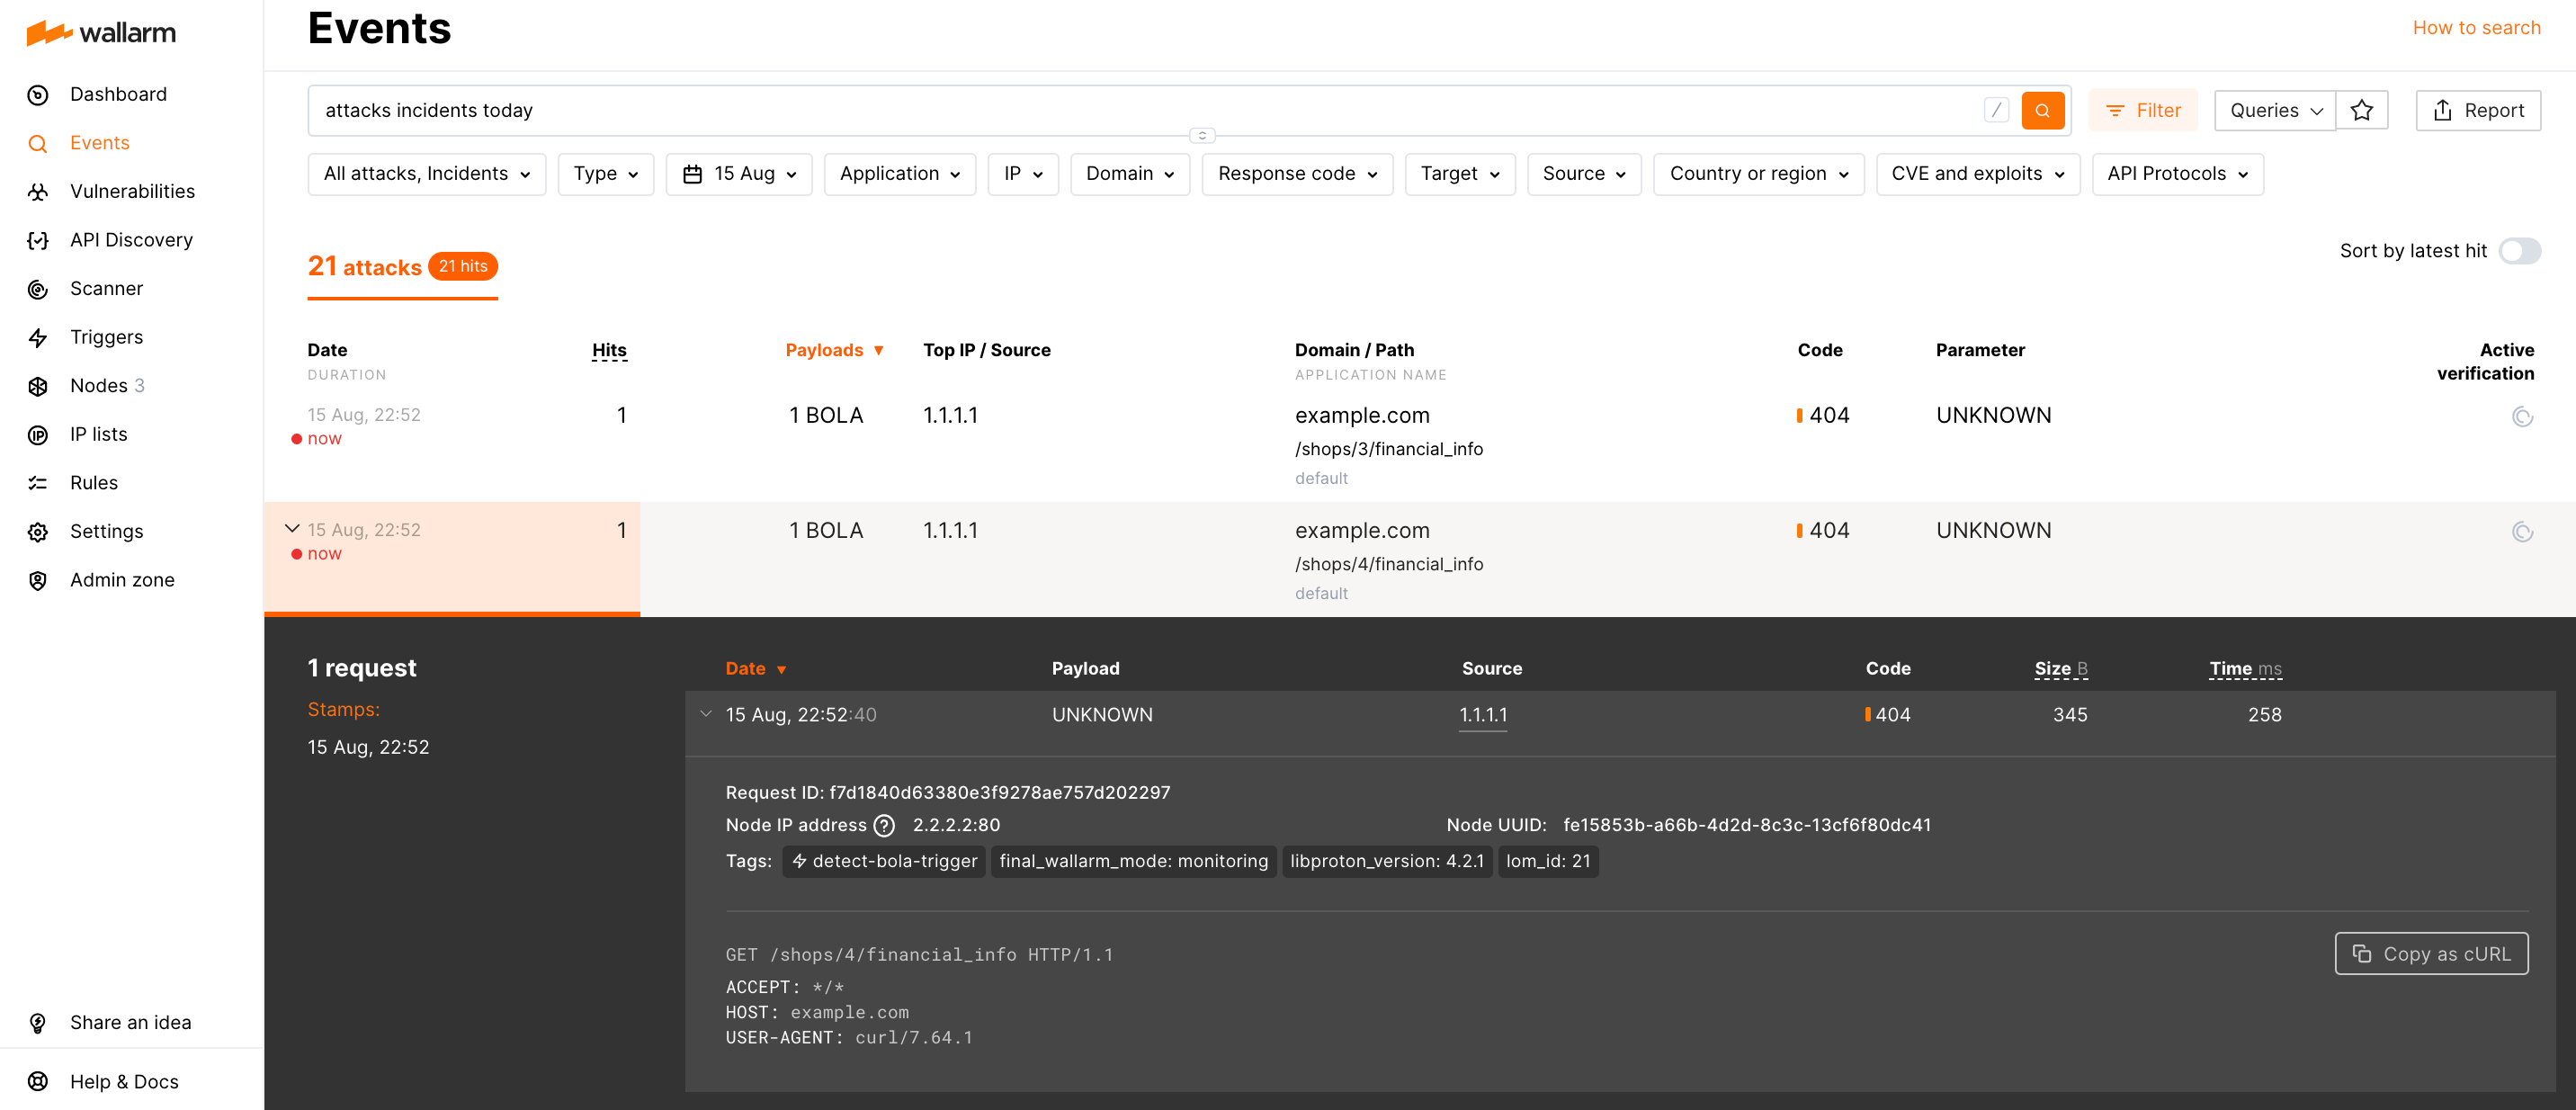 wallarm
Dashboard
Events
Vulnerabilities
API Discovery
Scanner
Triggers
Nodes 3
IP lists
Rules
Settings
Admin zone
Share an idea
Help & Docs
Events
How to search
attacks incidents today
/
Filter
Queries
Report
All attacks, Incidents
Type
15 Aug
Application
IP
Domain
Response code
Target
Source
Country or region
CVE and exploits
API Protocols
21 attacks 21 hits
Sort by latest hit
Date
DURATION
Hits
Payloads ▼
Top IP / Source
Domain / Path
APPLICATION NAME
Code
Parameter
Active
verification
15 Aug, 22:52
now
1
1 BOLA
1.1.1.1
example.com
/shops/3/financial_info
default
404
UNKNOWN
15 Aug, 22:52
now
1
1 BOLA
1.1.1.1
example.com
/shops/4/financial_info
default
404
UNKNOWN
1 request
Stamps:
15 Aug, 22:52
Date ▼
Payload
Source
Code
Size B
Time ms
15 Aug, 22:52:40
UNKNOWN
1.1.1.1
404
345
258
Request ID: f7d1840d63380e3f9278ae757d202297
Node IP address ? 2.2.2.2:80
Node UUID: fe15853b-a66b-4d2d-8c3c-13cf6f80dc41
Tags: detect-bola-trigger final_wallarm_mode: monitoring libproton_version: 4.2.1 lom_id: 21
GET /shops/4/financial_info HTTP/1.1
Copy as cURL
ACCEPT: */*
HOST: example.com
USER-AGENT: curl/7.64.1